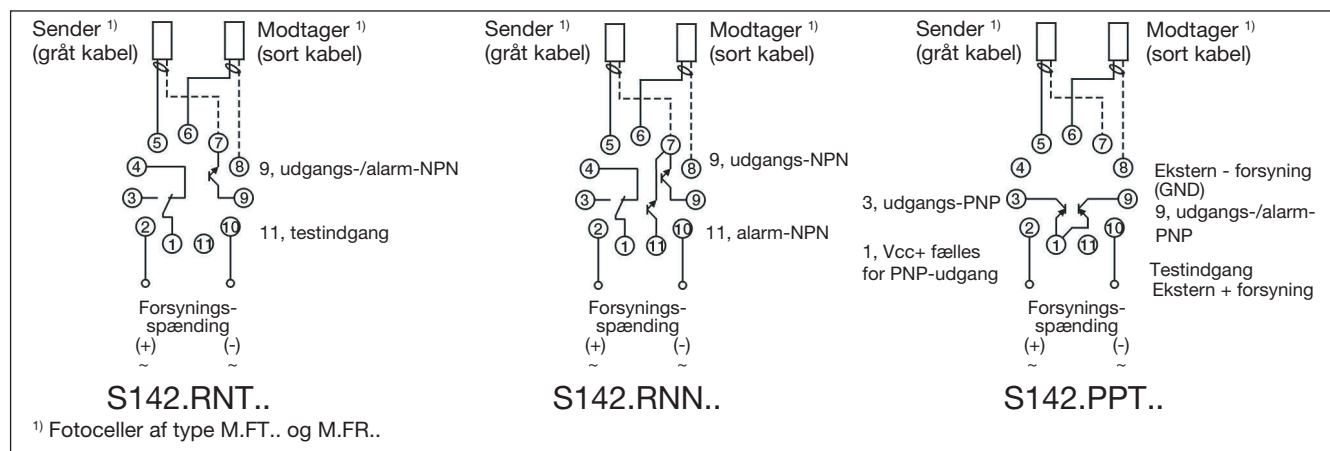 Sender 1)
(gråt kabel)
Modtager 1)
(sort kabel)
5
6
7
4
8
9, udgangs-/alarm-NPN
3
9
2
1
11
10
11, testindgang
Forsynings-
spænding
(+)
(-)
~
~
S142.RNT..
Sender 1)
(gråt kabel)
Modtager 1)
(sort kabel)
5
6
7
4
8
9, udgangs-NPN
3
9
2
1
11
10
11, alarm-NPN
Forsynings-
spænding
(+)
(-)
~
~
S142.RNN..
Sender 1)
(gråt kabel)
Modtager 1)
(sort kabel)
5
6
7
4
8
Ekstern - forsyning
(GND)
3, udgangs-PNP
3
9
9, udgangs-/alarm-
PNP
2
1
11
10
1, Vcc+ fælles
for PNP-udgang
Testindgang
Ekstern + forsyning
Forsynings-
spænding
(+)
(-)
~
~
S142.PPT..
1) Fotoceller af type M.FT.. og M.FR..